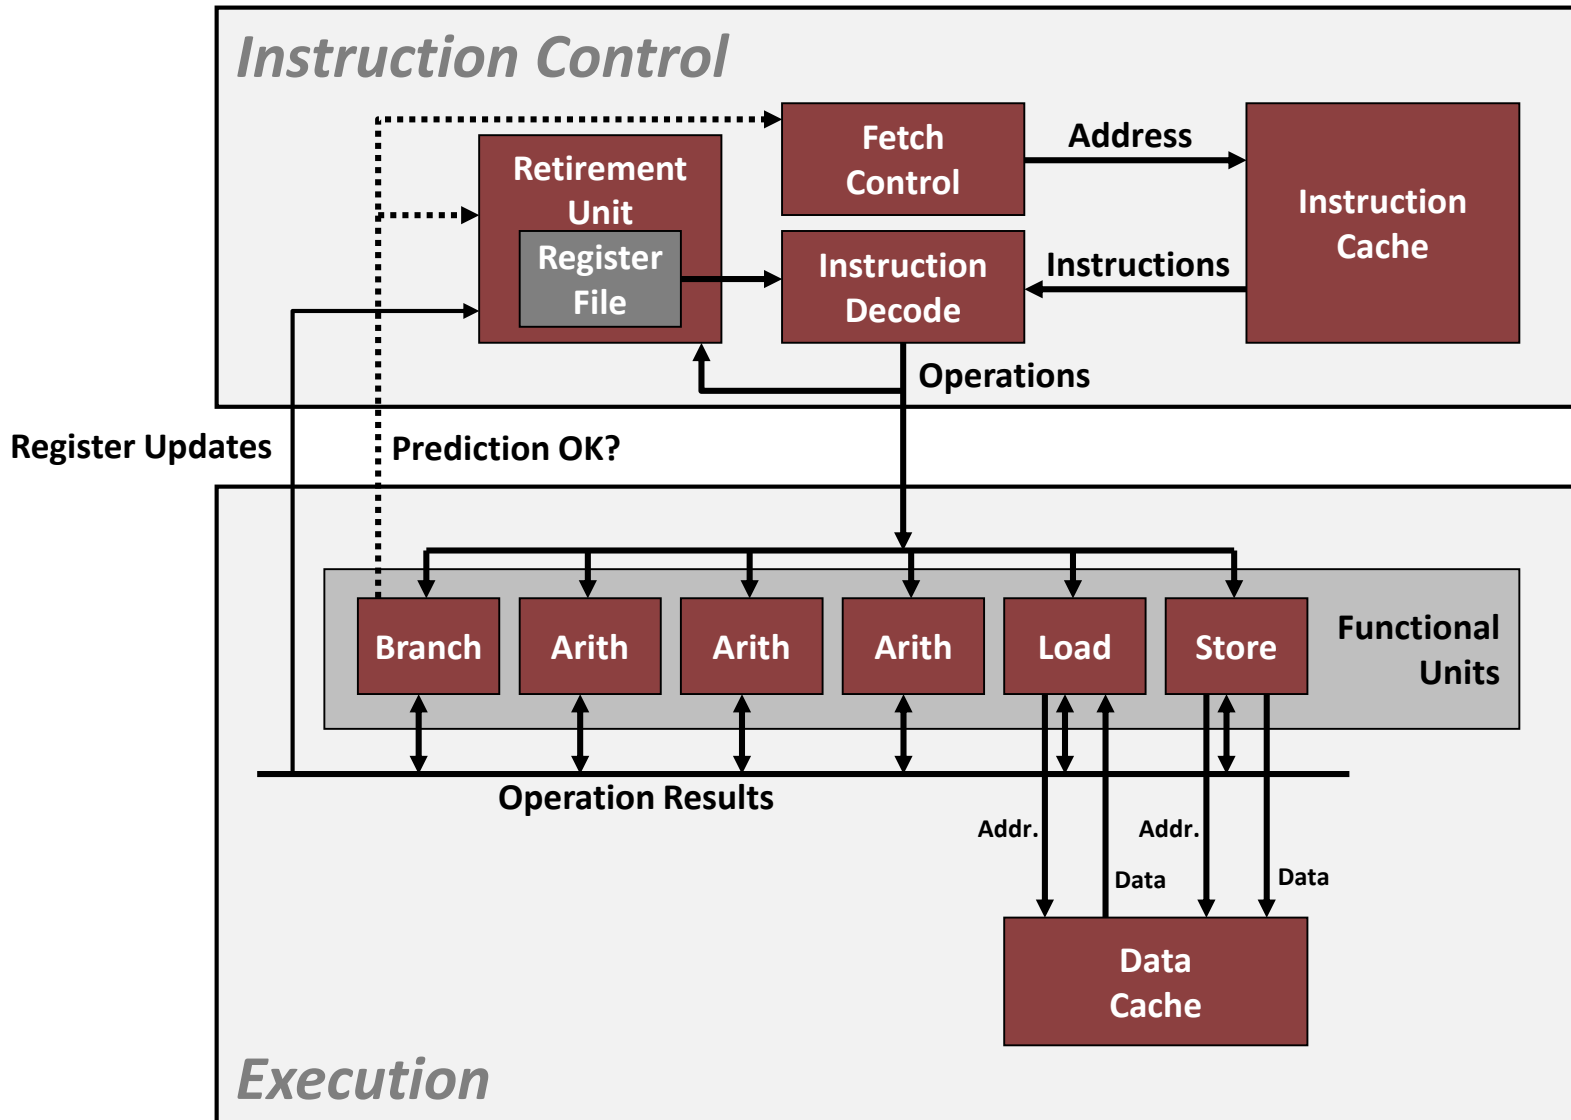 Instruction Control
Fetch
Control
Address
Instruction
Cache
Retirement
Unit
Register
File
Instruction
Decode
Instructions
Operations
Register Updates
Prediction OK?
Functional
Units
Branch
Arith
Arith
Arith
Load
Store
Operation Results
Addr.
Addr.
Data
Data
Data
Cache
Execution